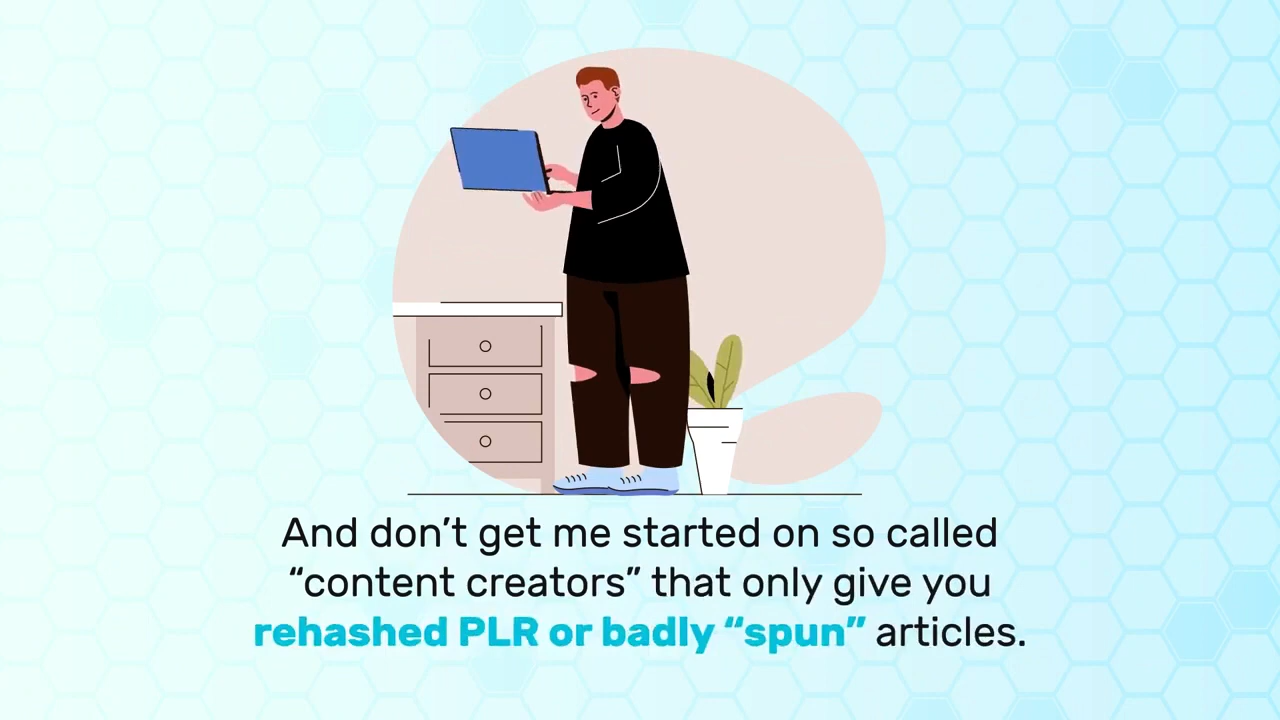 And don’t get me started on so called
“content creators” that only give you
rehashed PLR or badly “spun” articles.